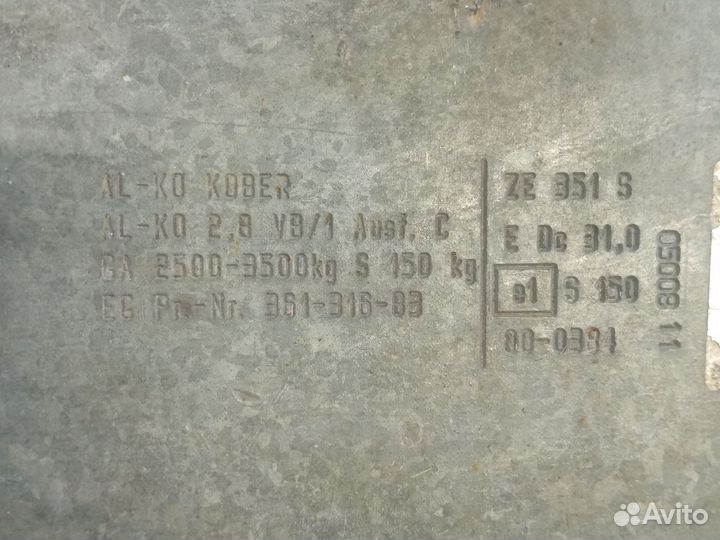 AL-KO KOBER
AL-KO 2,8 VB/1 Ausf. C
GA 2500-3500kg S 150 kg
EG Pr.-Nr. 361-316-83
ZE 351 S
E Dc 31,0
e1 S 150
00-0384
05008 11
Avito